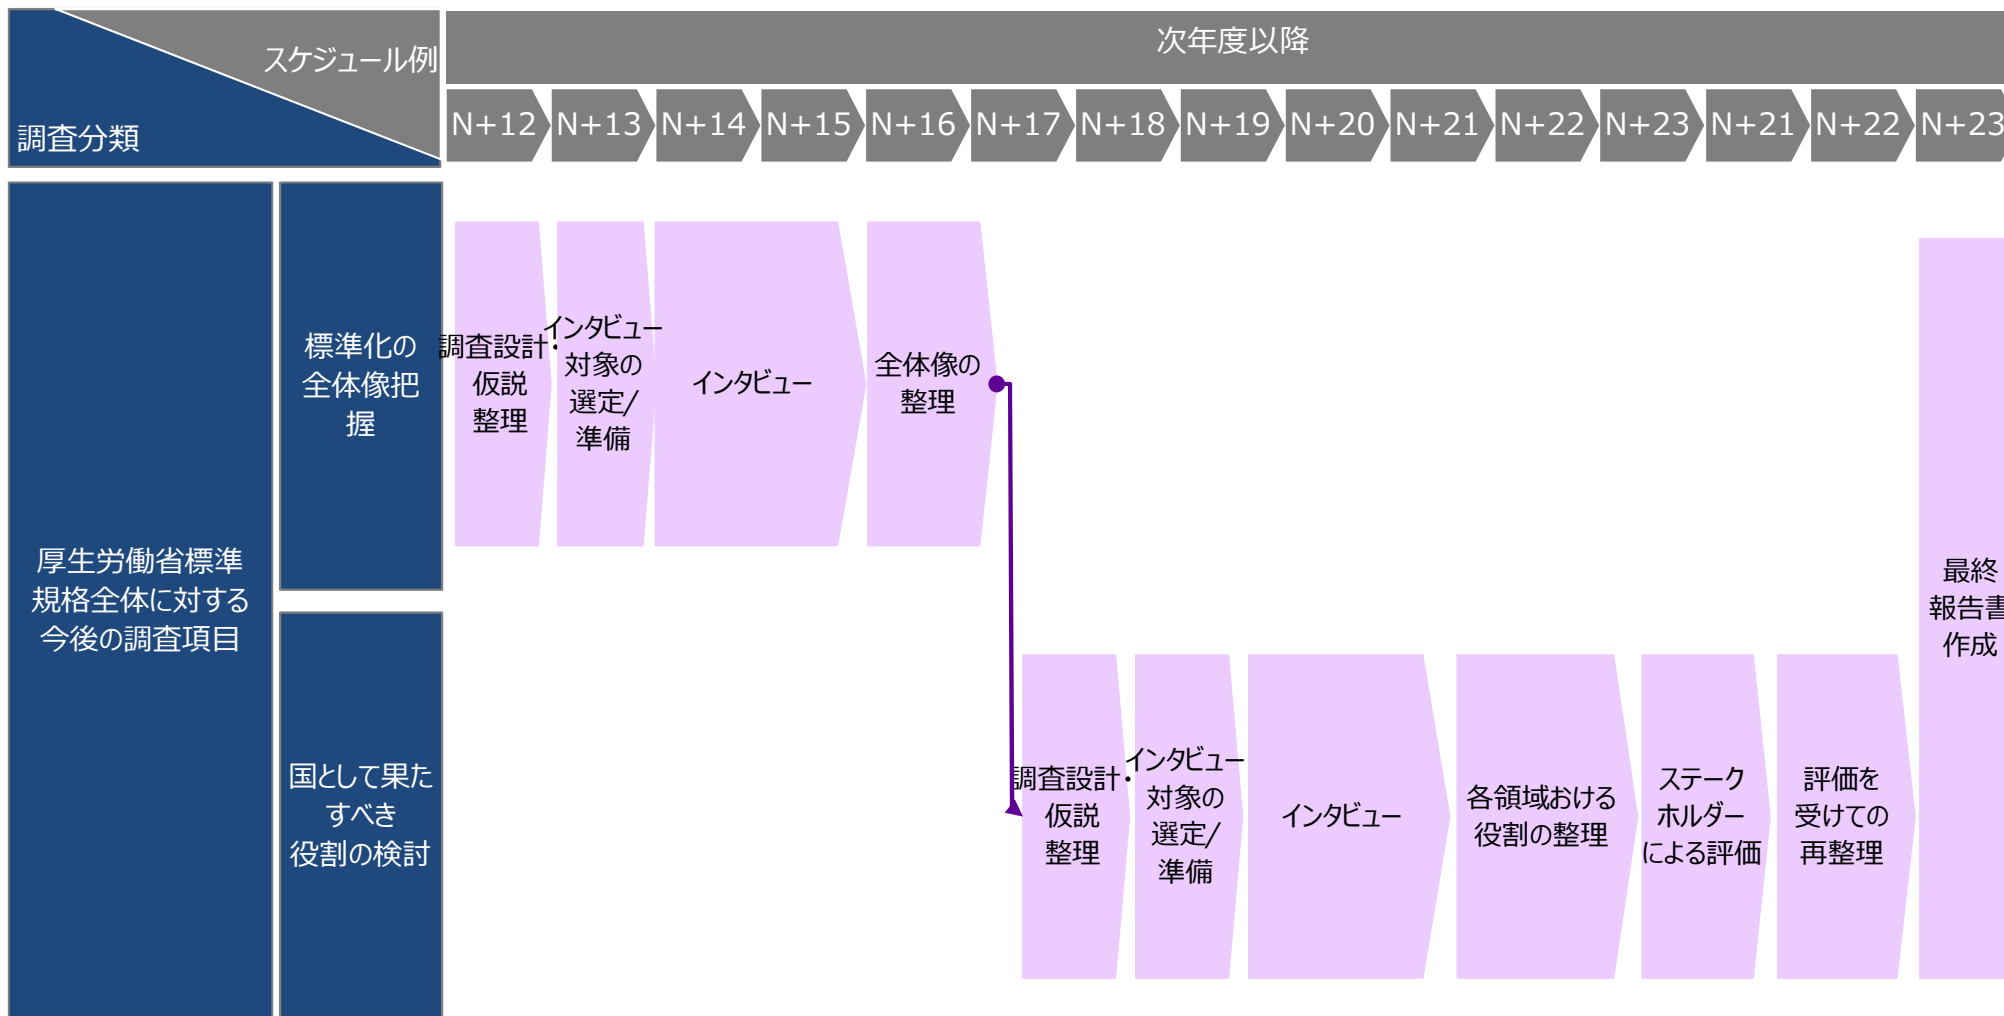 スケジュール例
調査分類
次年度以降
N+12 N+13 N+14 N+15 N+16 N+17 N+18 N+19 N+20 N+21 N+22 N+23 N+21 N+22 N+23
厚生労働省標準
規格全体に対する
今後の調査項目
標準化の
全体像把
握
調査設計・
仮説
整理
インタビュー
対象の
選定/
準備
インタビュー
全体像の
整理
国として果た
すべき
役割の検討
調査設計・
仮説
整理
インタビュー
対象の
選定/
準備
インタビュー
各領域おける
役割の整理
ステーク
ホルダー
による評価
評価を
受けての
再整理
最終
報告書
作成